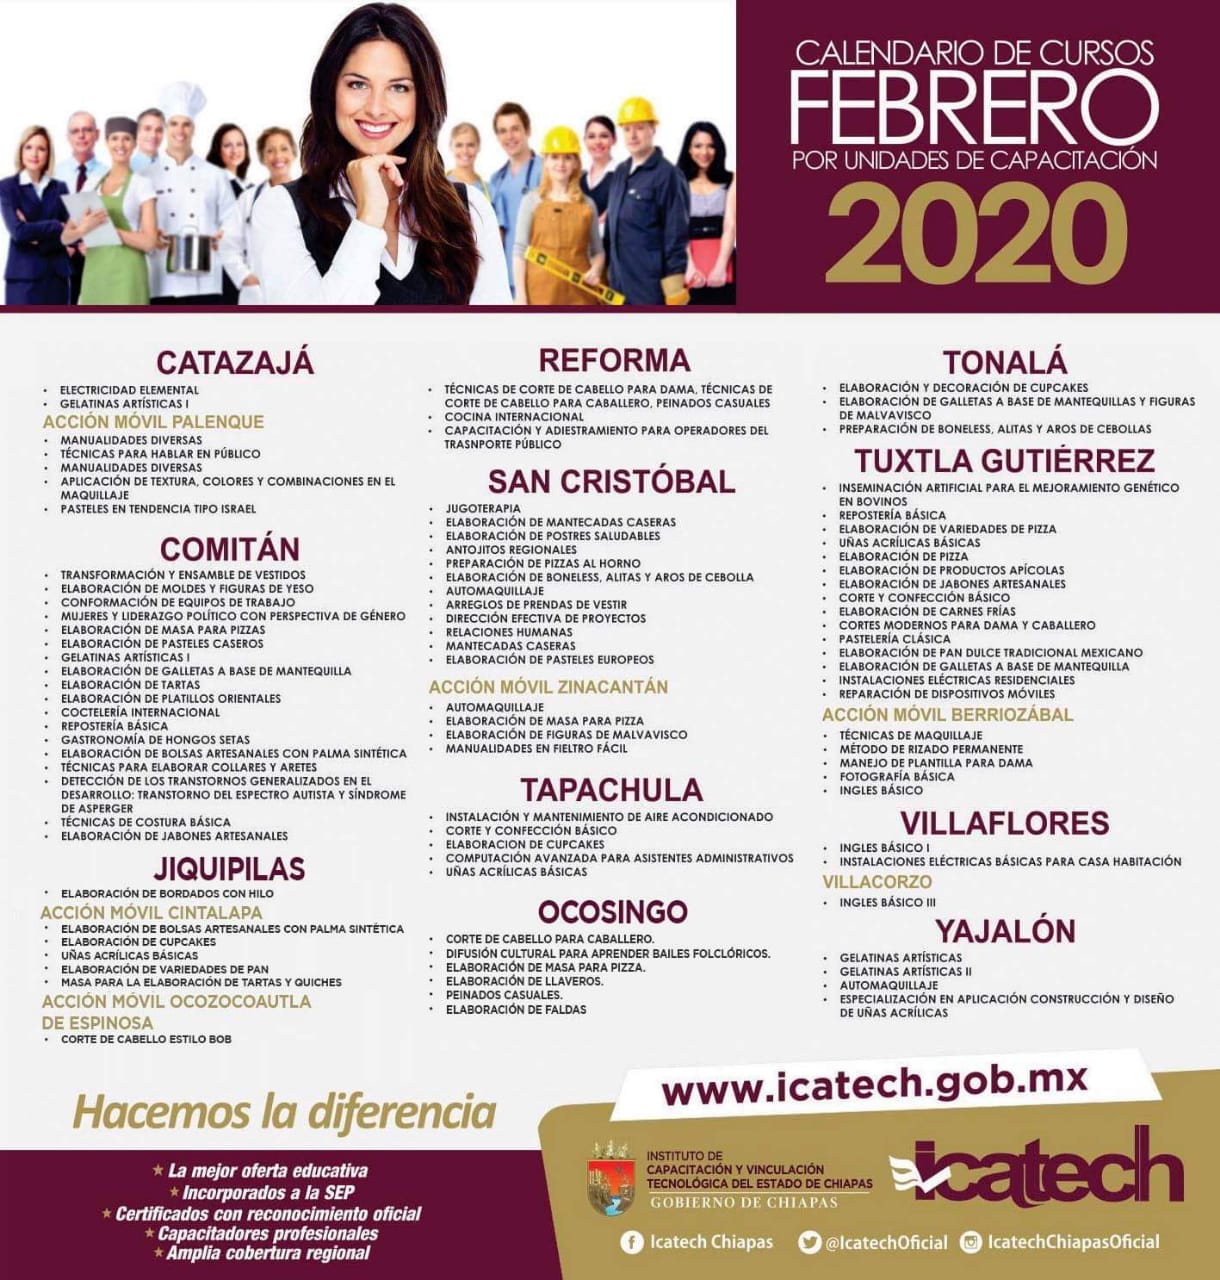 CALENDARIO DE CURSOS
FEBRERO
POR UNIDADES DE CAPACITACIÓN
2020
CATAZAJÁ
• ELECTRICIDAD ELEMENTAL
• GELATINAS ARTÍSTICAS I
ACCIÓN MÓVIL PALENQUE
• MANUALIDADES DIVERSAS
• TÉCNICAS PARA HABLAR EN PÚBLICO
• MANUALIDADES DIVERSAS
• APLICACIÓN DE TEXTURA, COLORES Y COMBINACIONES EN EL
MAQUILLAJE
• PASTELES EN TENDENCIA TIPO ISRAEL
COMITÁN
• TRANSFORMACIÓN Y ENSAMBLE DE VESTIDOS
• ELABORACIÓN DE MOLDES Y FIGURAS DE YESO
• CONFORMACIÓN DE EQUIPOS DE TRABAJO
• MUJERES Y LIDERAZGO POLÍTICO CON PERSPECTIVA DE GÉNERO
• ELABORACIÓN DE MASA PARA PIZZAS
• ELABORACIÓN DE PASTELES CASEROS
• GELATINAS ARTÍSTICAS I
• ELABORACIÓN DE GALLETAS A BASE DE MANTEQUILLA
• ELABORACIÓN DE TARTAS
• ELABORACIÓN DE PLATILLOS ORIENTALES
• COCTELERÍA INTERNACIONAL
• REPOSTERÍA BÁSICA
• GASTRONOMÍA DE HONGOS SETAS
• ELABORACIÓN DE BOLSAS ARTESANALES CON PALMA SINTÉTICA
• TÉCNICAS PARA ELABORAR COLLARES Y ARETES
• DETECCIÓN DE LOS TRANSTORNOS GENERALIZADOS EN EL
DESARROLLO: TRANSTORNO DEL ESPECTRO AUTISTA Y SÍNDROME
DE ASPERGER
• TÉCNICAS DE COSTURA BÁSICA
• ELABORACIÓN DE JABONES ARTESANALES
JIQUIPILAS
• ELABORACIÓN DE BORDADOS CON HILO
ACCIÓN MÓVIL CINTALAPA
• ELABORACIÓN DE BOLSAS ARTESANALES CON PALMA SINTÉTICA
• ELABORACIÓN DE CUPCAKES
• UÑAS ACRÍLICAS BÁSICAS
• ELABORACIÓN DE VARIEDADES DE PAN
• MASA PARA LA ELABORACIÓN DE TARTAS Y QUICHES
ACCIÓN MÓVIL OCOZOCOAUTLA
DE ESPINOSA
• CORTE DE CABELLO ESTILO BOB
REFORMA
• TÉCNICAS DE CORTE DE CABELLO PARA DAMA, TÉCNICAS DE
CORTE DE CABELLO PARA CABALLERO, PEINADOS CASUALES
• COCINA INTERNACIONAL
• CAPACITACIÓN Y ADIESTRAMIENTO PARA OPERADORES DEL
TRASNPORTE PÚBLICO
SAN CRISTÓBAL
• JUGOTERAPIA
• ELABORACIÓN DE MANTECADAS CASERAS
• ELABORACIÓN DE POSTRES SALUDABLES
• ANTOJITOS REGIONALES
• PREPARACIÓN DE PIZZAS AL HORNO
• ELABORACIÓN DE BONELESS, ALITAS Y AROS DE CEBOLLA
• AUTOMAQUILLAJE
• ARREGLOS DE PRENDAS DE VESTIR
• DIRECCIÓN EFECTIVA DE PROYECTOS
• RELACIONES HUMANAS
• MANTECADAS CASERAS
• ELABORACIÓN DE PASTELES EUROPEOS
ACCIÓN MÓVIL ZINACANTÁN
• AUTOMAQUILLAJE
• ELABORACIÓN DE MASA PARA PIZZA
• ELABORACIÓN DE FIGURAS DE MALVAVISCO
• MANUALIDADES EN FIELTRO FÁCIL
TAPACHULA
• INSTALACIÓN Y MANTENIMIENTO DE AIRE ACONDICIONADO
• CORTE Y CONFECCIÓN BÁSICO
• ELABORACION DE CUPCAKES
• COMPUTACIÓN AVANZADA PARA ASISTENTES ADMINISTRATIVOS
• UÑAS ACRÍLICAS BÁSICAS
OCOSINGO
• CORTE DE CABELLO PARA CABALLERO.
• DIFUSIÓN CULTURAL PARA APRENDER BAILES FOLCLÓRICOS.
• ELABORACIÓN DE MASA PARA PIZZA.
• ELABORACIÓN DE LLAVEROS.
• PEINADOS CASUALES.
• ELABORACIÓN DE FALDAS
TONALÁ
• ELABORACIÓN Y DECORACIÓN DE CUPCAKES
• ELABORACIÓN DE GALLETAS A BASE DE MANTEQUILLAS Y FIGURAS
DE MALVAVISCO
• PREPARACIÓN DE BONELESS, ALITAS Y AROS DE CEBOLLAS
TUXTLA GUTIÉRREZ
• INSEMINACIÓN ARTIFICIAL PARA EL MEJORAMIENTO GENÉTICO
EN BOVINOS
• REPOSTERÍA BÁSICA
• ELABORACIÓN DE VARIEDADES DE PIZZA
• UÑAS ACRÍLICAS BÁSICAS
• ELABORACIÓN DE PIZZA
• ELABORACIÓN DE PRODUCTOS APÍCOLAS
• ELABORACIÓN DE JABONES ARTESANALES
• CORTE Y CONFECCIÓN BÁSICO
• ELABORACIÓN DE CARNES FRÍAS
• CORTES MODERNOS PARA DAMA Y CABALLERO
• PASTELERÍA CLÁSICA
• ELABORACIÓN DE PAN DULCE TRADICIONAL MEXICANO
• ELABORACIÓN DE GALLETAS A BASE DE MANTEQUILLA
• INSTALACIONES ELÉCTRICAS RESIDENCIALES
• REPARACIÓN DE DISPOSITIVOS MÓVILES
ACCIÓN MÓVIL BERRIOZÁBAL
• TÉCNICAS DE MAQUILLAJE
• MÉTODO DE RIZADO PERMANENTE
• MANEJO DE PLANTILLA PARA DAMA
• FOTOGRAFÍA BÁSICA
• INGLES BÁSICO
VILLAFLORES
• INGLES BÁSICO I
• INSTALACIONES ELÉCTRICAS BÁSICAS PARA CASA HABITACIÓN
VILLACORZO
• INGLES BÁSICO III
YAJALÓN
• GELATINAS ARTÍSTICAS
• GELATINAS ARTÍSTICAS II
• AUTOMAQUILLAJE
• ESPECIALIZACIÓN EN APLICACIÓN CONSTRUCCIÓN Y DISEÑO
DE UÑAS ACRÍLICAS
Hacemos la diferencia
★ La mejor oferta educativa
★ Incorporados a la SEP
★ Certificados con reconocimiento oficial
★ Capacitadores profesionales
★ Amplia cobertura regional
www.icatech.gob.mx
INSTITUTO DE
CAPACITACIÓN Y VINCULACIÓN
TECNOLÓGICA DEL ESTADO DE CHIAPAS
GOBIERNO DE CHIAPAS
icatech
Icatech Chiapas
@IcatechOficial
IcatechChiapasOficial